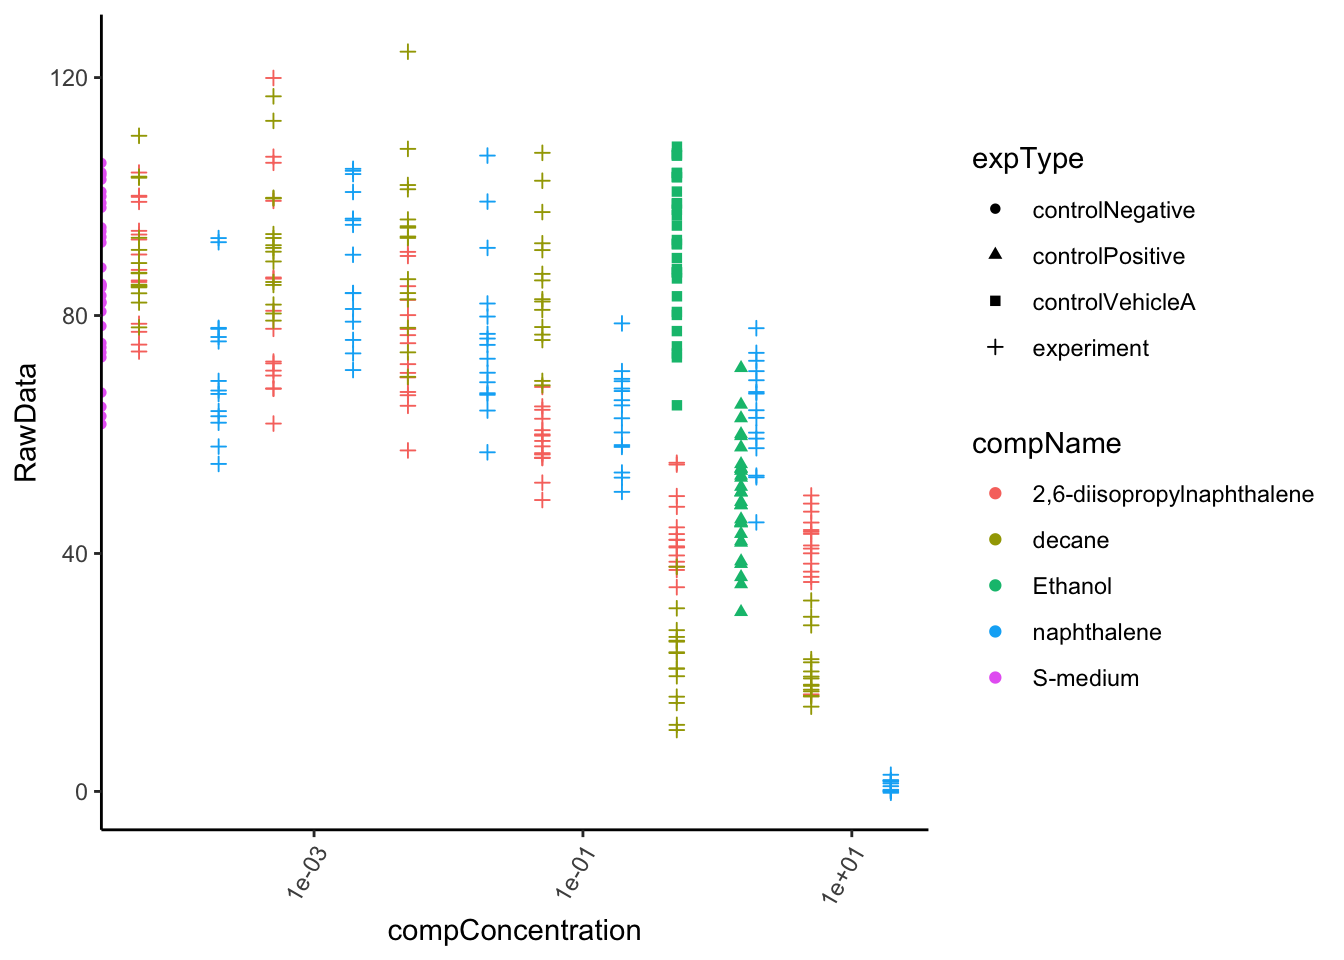 120
80
40
0
RawData
1e-03
1e-01
1e+01
compConcentration
expType
controlNegative
controlPositive
controlVehicleA
experiment
compName
2,6-diisopropylnaphthalene
decane
Ethanol
naphthalene
S-medium